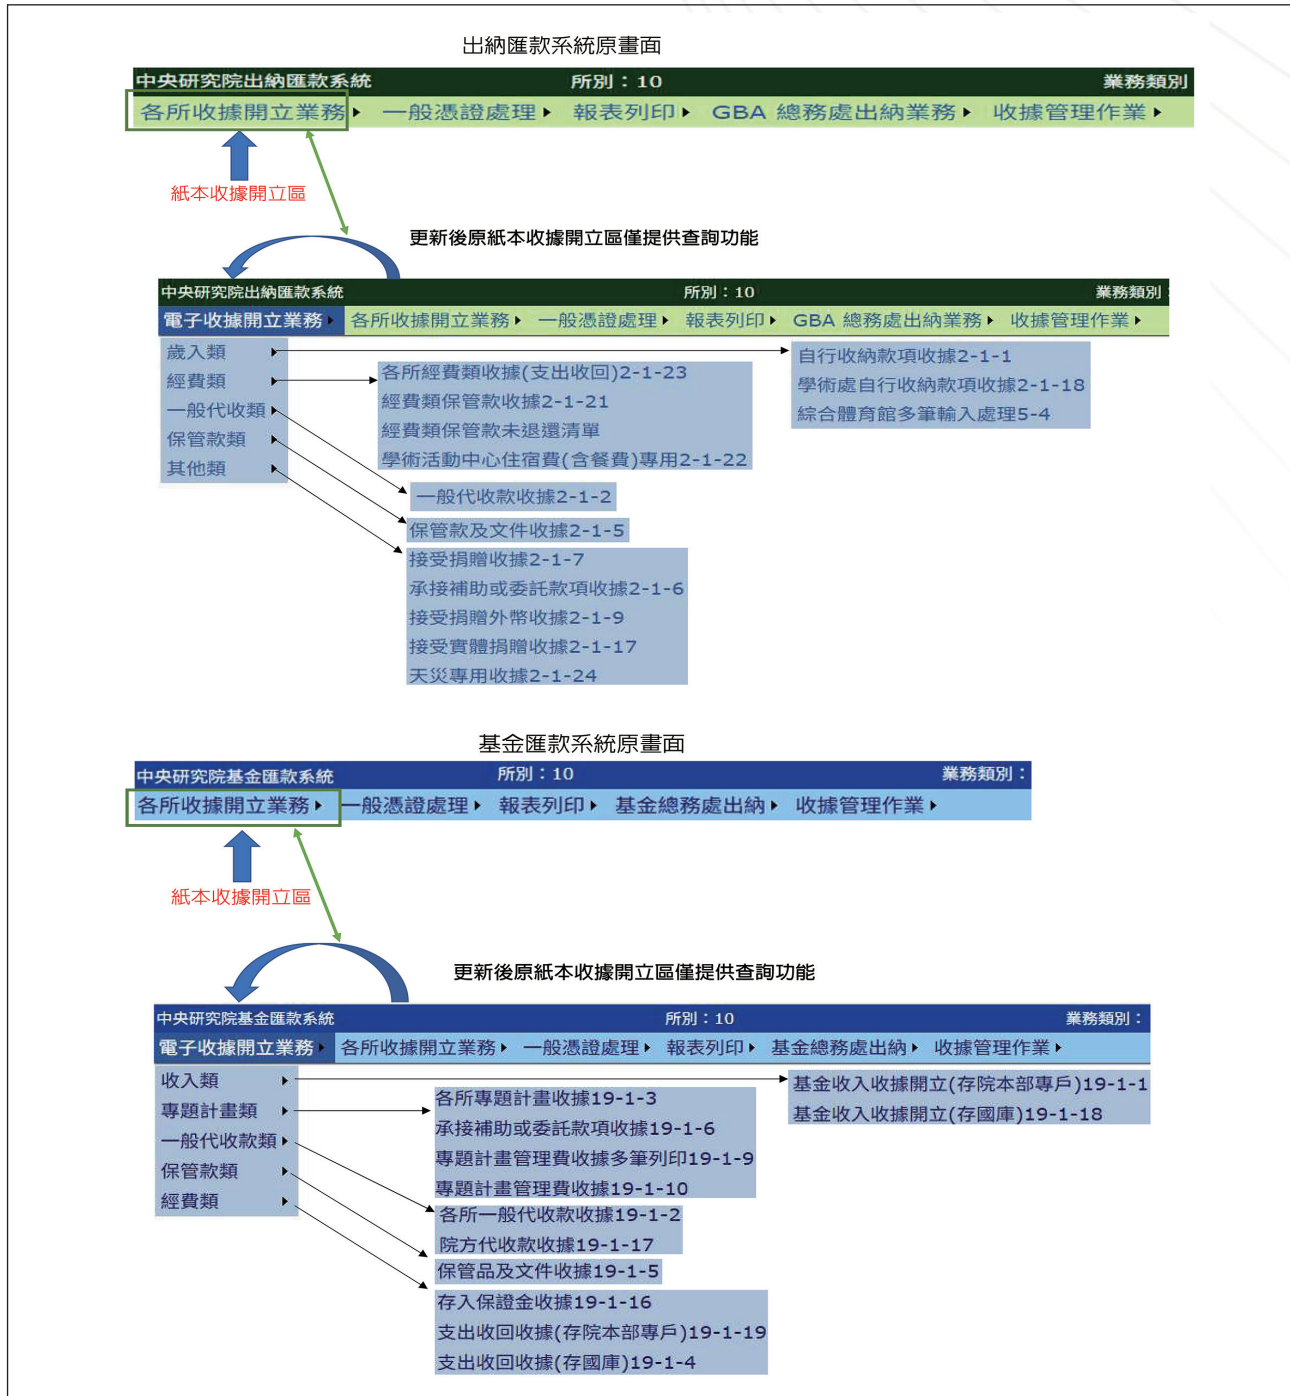 出納匯款系統原畫面
中央研究院出納匯款系統 所別：10 業務類別
各所收據開立業務 一般憑證處理 報表列印 GBA 總務處出納業務 收據管理作業
紙本收據開立區
更新後原紙本收據開立區僅提供查詢功能
中央研究院出納匯款系統 所別：10 業務類別：
電子收據開立業務 各所收據開立業務 一般憑證處理 報表列印 GBA 總務處出納業務 收據管理作業
歲入類
經費類
一般代收類
保管款類
其他類
自行收納款項收據2-1-1
學術處自行收納款項收據2-1-18
綜合體育館多筆輸入處理5-4
各所經費類收據(支出收回)2-1-23
經費類保管款收據2-1-21
經費類保管款未退還清單
學術活動中心住宿費(含餐費)專用2-1-22
一般代收款收據2-1-2
保管款及文件收據2-1-5
接受捐贈收據2-1-7
承接補助或委託款項收據2-1-6
接受捐贈外幣收據2-1-9
接受實體捐贈收據2-1-17
天災專用收據2-1-24
基金匯款系統原畫面
中央研究院基金匯款系統 所別：10 業務類別：
各所收據開立業務 一般憑證處理 報表列印 基金總務處出納 收據管理作業
紙本收據開立區
更新後原紙本收據開立區僅提供查詢功能
中央研究院基金匯款系統 所別：10 業務類別：
電子收據開立業務 各所收據開立業務 一般憑證處理 報表列印 基金總務處出納 收據管理作業
收入類
專題計畫類
一般代收款類
保管款類
經費類
基金收入收據開立(存院本部專戶)19-1-1
基金收入收據開立(存國庫)19-1-18
各所專題計畫收據19-1-3
承接補助或委託款項收據19-1-6
專題計畫管理費收據多筆列印19-1-9
專題計畫管理費收據19-1-10
各所一般代收款收據19-1-2
院方代收款收據19-1-17
保管品及文件收據19-1-5
存入保證金收據19-1-16
支出收回收據(存院本部專戶)19-1-19
支出收回收據(存國庫)19-1-4